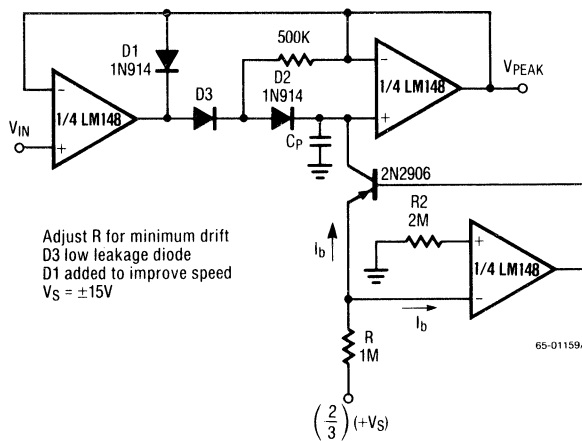 500K
D1
1N914
D2
1N914
D3
−
+
1/4 LM148
−
+
1/4 LM148
VPEAK
VIN
CP
2N2906
R2
2M
+
−
1/4 LM148
Ib
Ib
Adjust R for minimum drift
D3 low leakage diode
D1 added to improve speed
VS = ±15V
R
1M
65-01159
(2/3) (+VS)